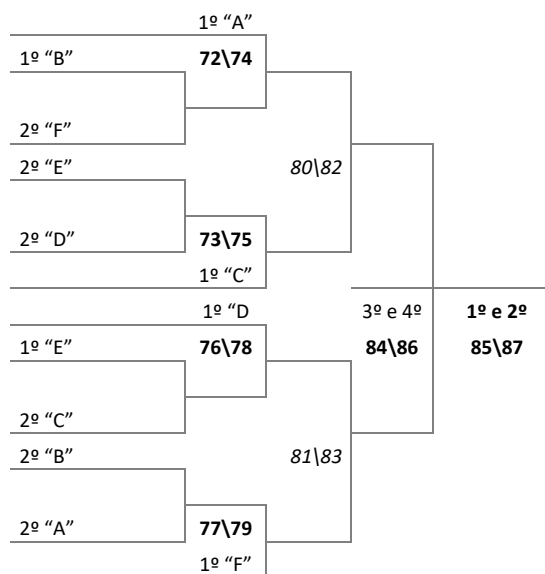 1º “A”
1º “B” 72\74
2º “F”
2º “E” 80\82
2º “D” 73\75
1º “C”
1º “D 3º e 4º 1º e 2º
1º “E” 76\78 84\86 85\87
2º “C”
2º “B” 81\83
2º “A” 77\79
1º “F”